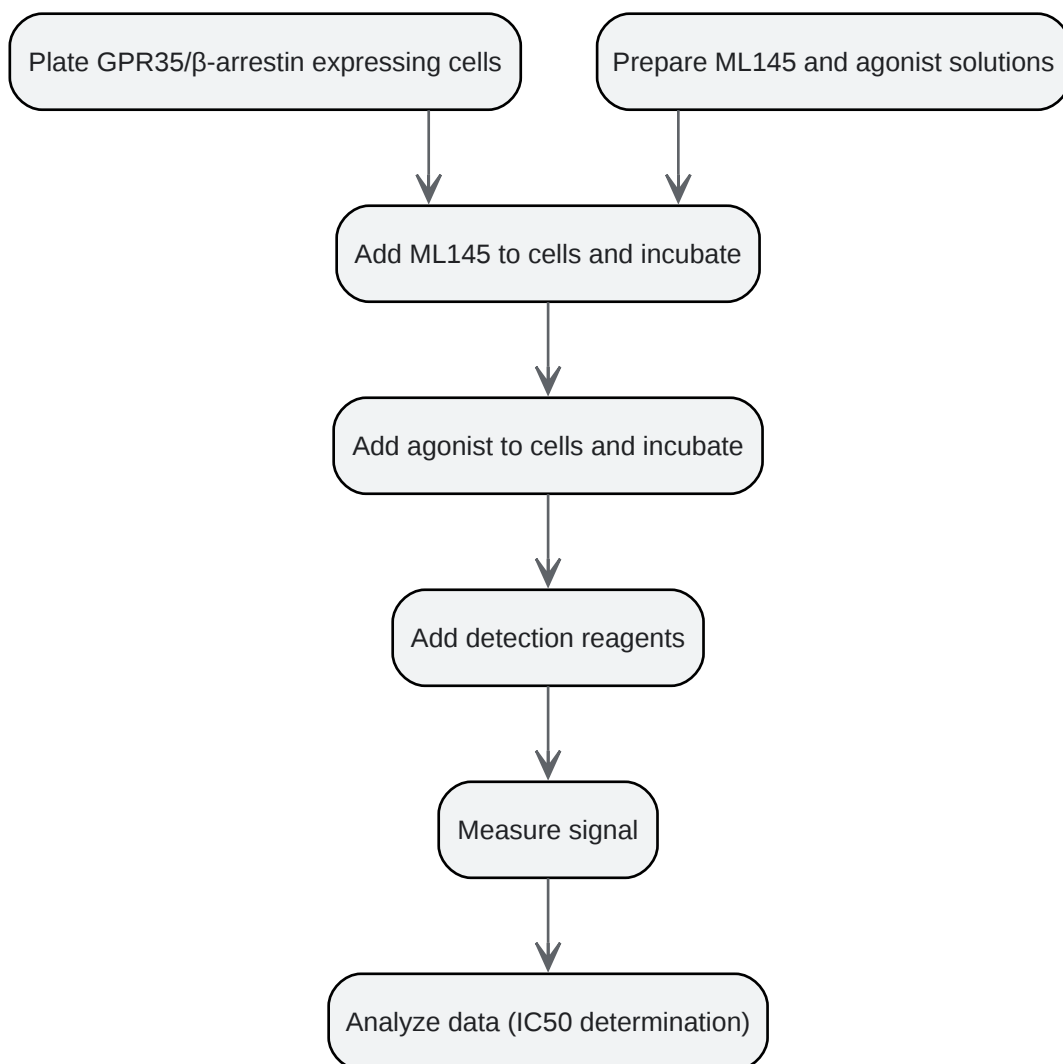 Plate GPR35/β-arrestin expressing cells
Prepare ML145 and agonist solutions
Add ML145 to cells and incubate
Add agonist to cells and incubate
Add detection reagents
Measure signal
Analyze data (IC50 determination)